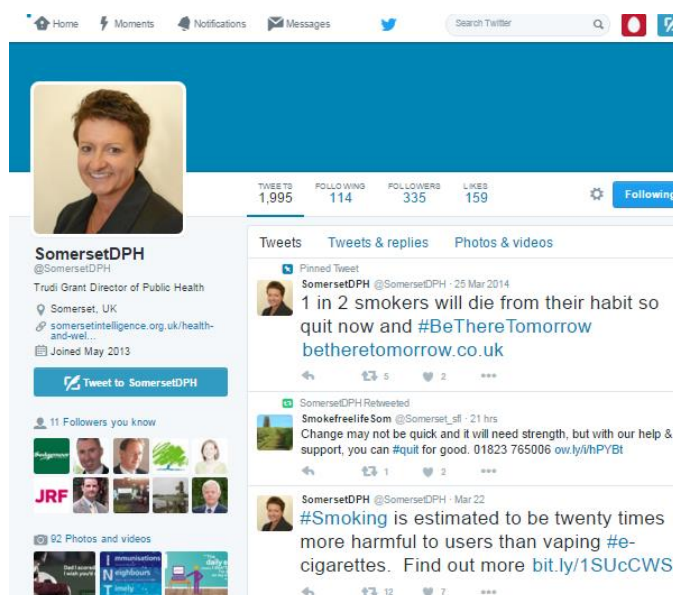 Home Moments Notifications Messages Search Twitter
TWEETS FOLLOWING FOLLOWERS LIKES
1,995 114 335 159
Following
SomersetDPH
@SomersetDPH
Trudi Grant Director of Public Health
Somerset, UK
somersetintelligence.org.uk/health-
and-wel...
Joined May 2013
Tweet to SomersetDPH
11 Followers you know
JRF
92 Photos and videos
Tweets Tweets & replies Photos & videos
Pinned Tweet
SomersetDPH @SomersetDPH · 25 Mar 2014
1 in 2 smokers will die from their habit so
quit now and #BeThereTomorrow
betheretomorrow.co.uk
5 2
SomersetDPH Retweeted
SmokefreelifeSom @Somerset_sfl · 21 hrs
Change may not be quick and it will need strength, but with our help &
support, you can #quit for good. 01823 765006 ow.ly/i/hPYBt
1 2
SomersetDPH @SomersetDPH · Mar 22
#Smoking is estimated to be twenty times
more harmful to users than vaping #e-
cigarettes. Find out more bit.ly/1SUcCWS
12 7